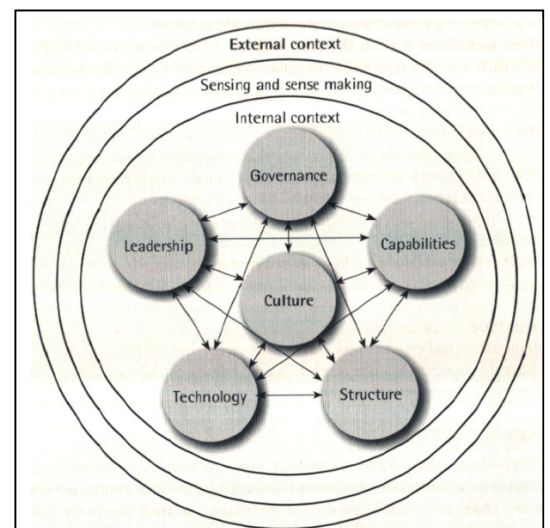 External context
Sensing and sense making
Internal context
Governance
Leadership
Capabilities
Culture
Technology
Structure